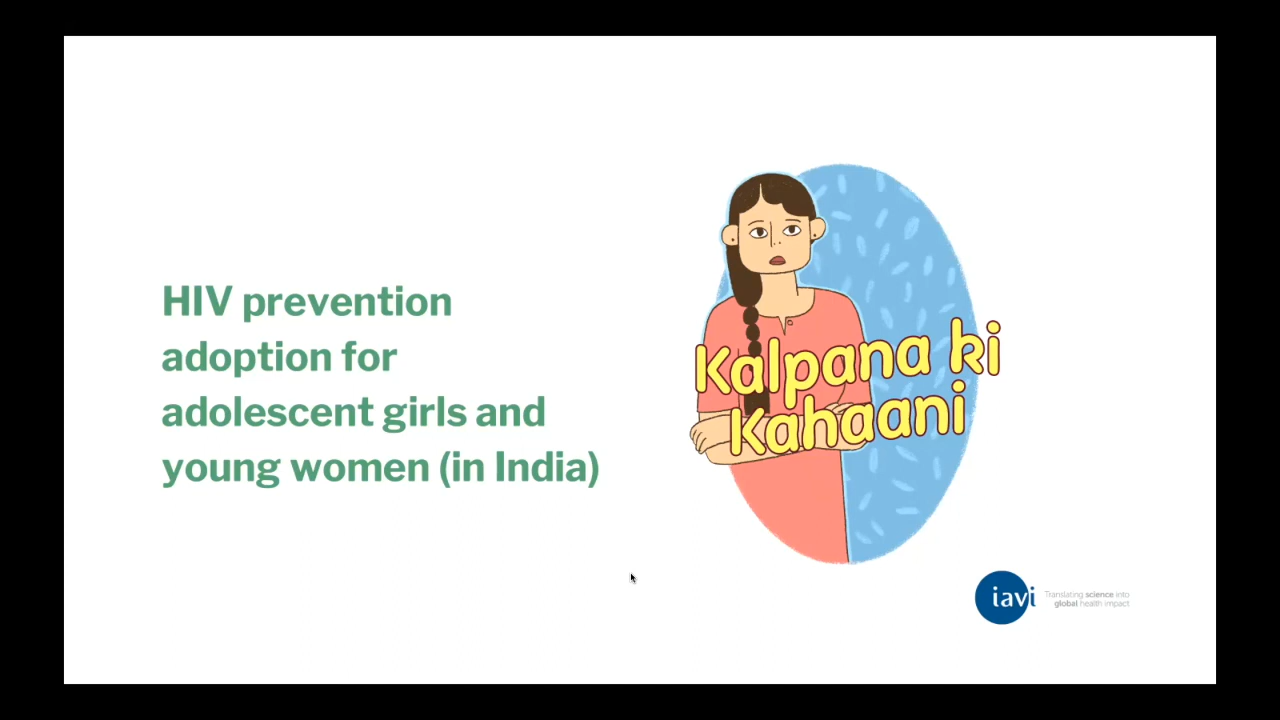 HIV prevention
adoption for
adolescent girls and
young women (in India)
Kalpana ki
Kahaani
iavi
Translating science into
global health impact